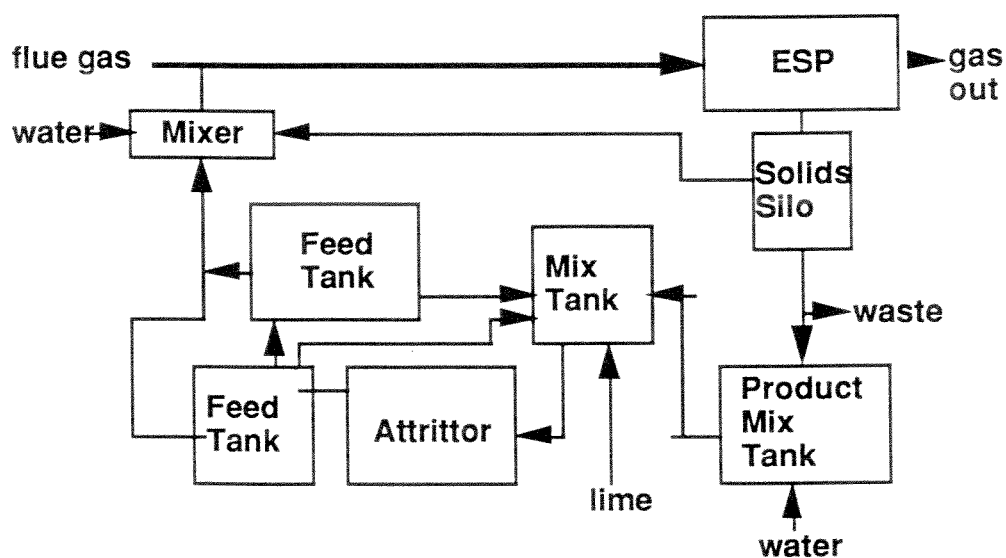 flue gas
ESP
gas
out
water
Mixer
Solids
Silo
Feed
Tank
Mix
Tank
waste
Feed
Tank
Attrittor
Product
Mix
Tank
lime
water